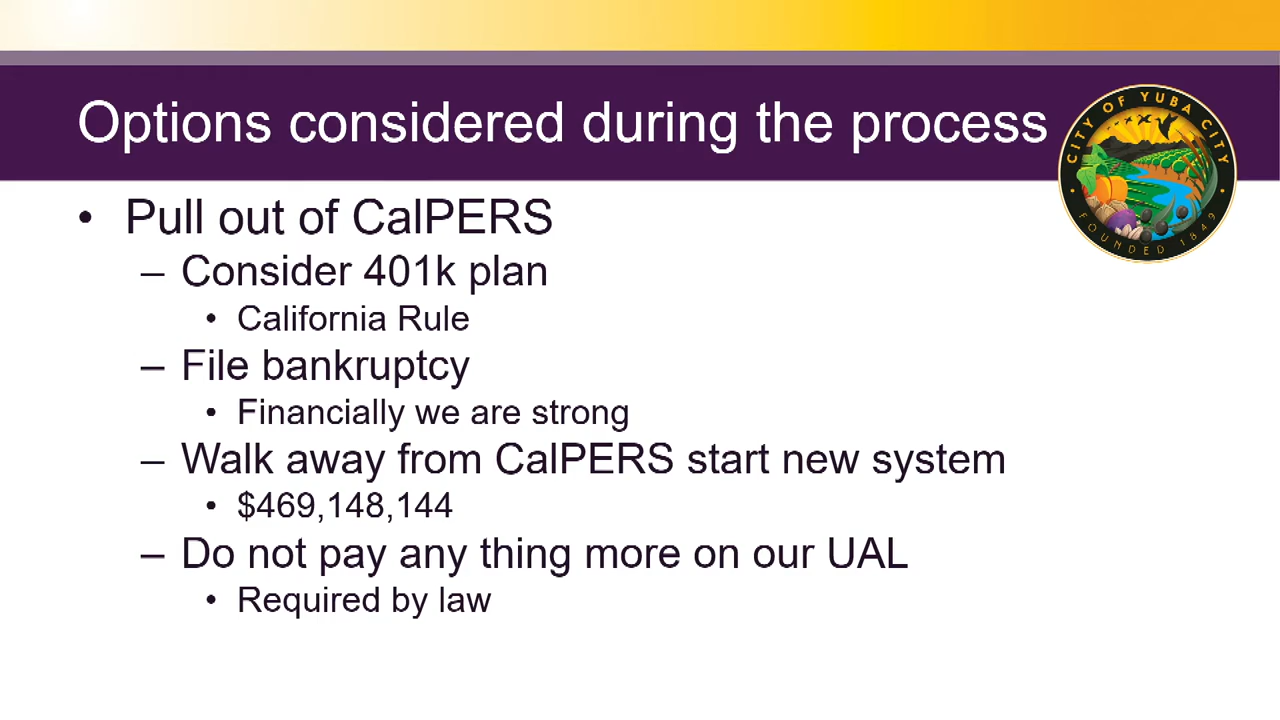 Options considered during the process
CITY OF YUBA CITY
• FOUNDED 1849 •
• Pull out of CalPERS
– Consider 401k plan
• California Rule
– File bankruptcy
• Financially we are strong
– Walk away from CalPERS start new system
• $469,148,144
– Do not pay any thing more on our UAL
• Required by law